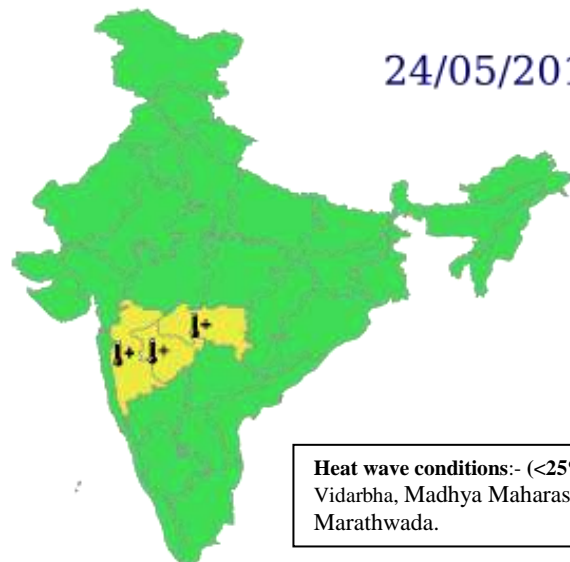 24/05/201
Heat wave conditions:- (<25%
Vidarbha, Madhya Maharas
Marathwada.